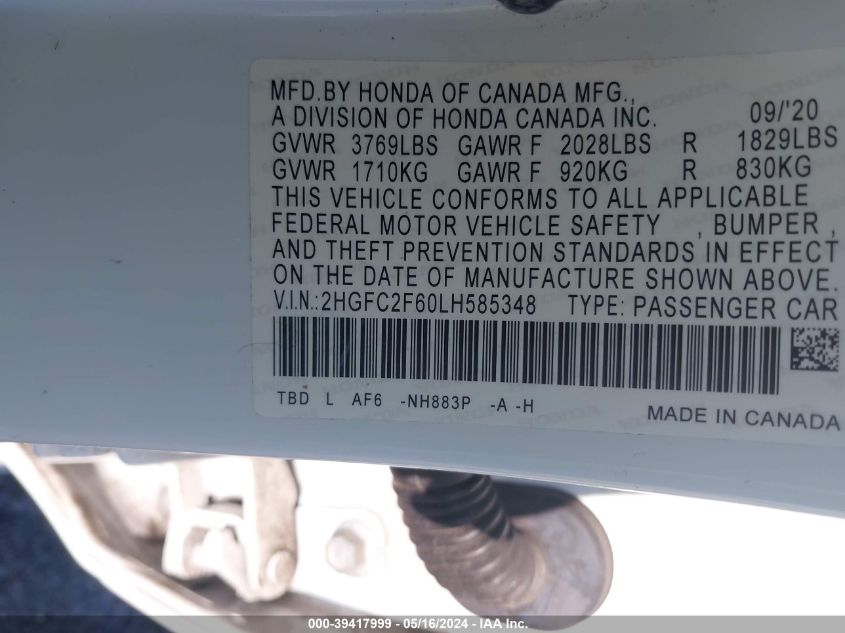 MFD.BY HONDA OF CANADA MFG.,
A DIVISION OF HONDA CANADA INC. 09/'20
GVWR 3769LBS GAWR F 2028LBS R 1829LBS
GVWR 1710KG GAWR F 920KG R 830KG
THIS VEHICLE CONFORMS TO ALL APPLICABLE
FEDERAL MOTOR VEHICLE SAFETY , BUMPER ,
AND THEFT PREVENTION STANDARDS IN EFFECT
ON THE DATE OF MANUFACTURE SHOWN ABOVE.
V.I.N.:2HGFC2F60LH585348 TYPE: PASSENGER CAR
TBD L AF6 -NH883P -A -H
MADE IN CANADA
000-39417999 — 05/16/2024 — IAA Inc.